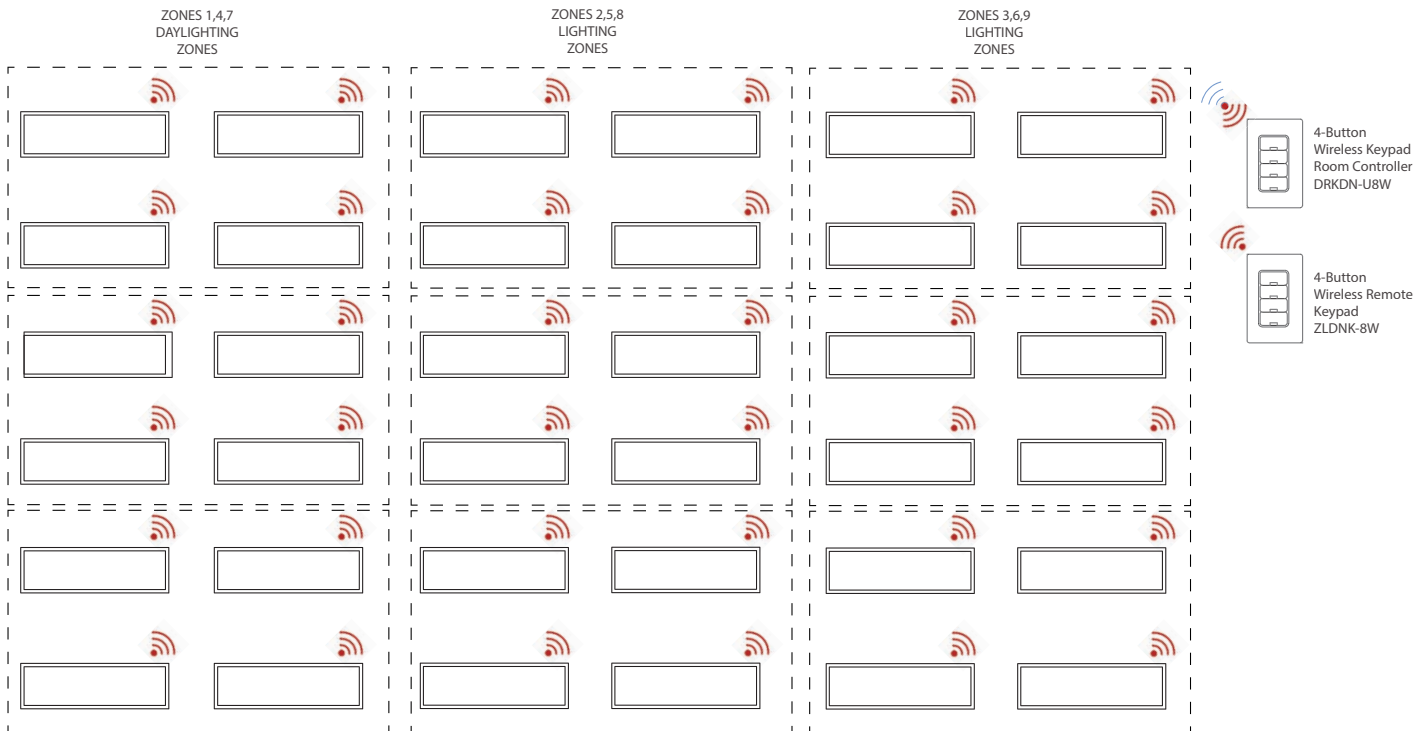 ZONES 1,4,7
DAYLIGHTING
ZONES
ZONES 2,5,8
LIGHTING
ZONES
ZONES 3,6,9
LIGHTING
ZONES
4-Button
Wireless Keypad
Room Controller
DRKDN-U8W
4-Button
Wireless Remote
Keypad
ZLDNK-8W